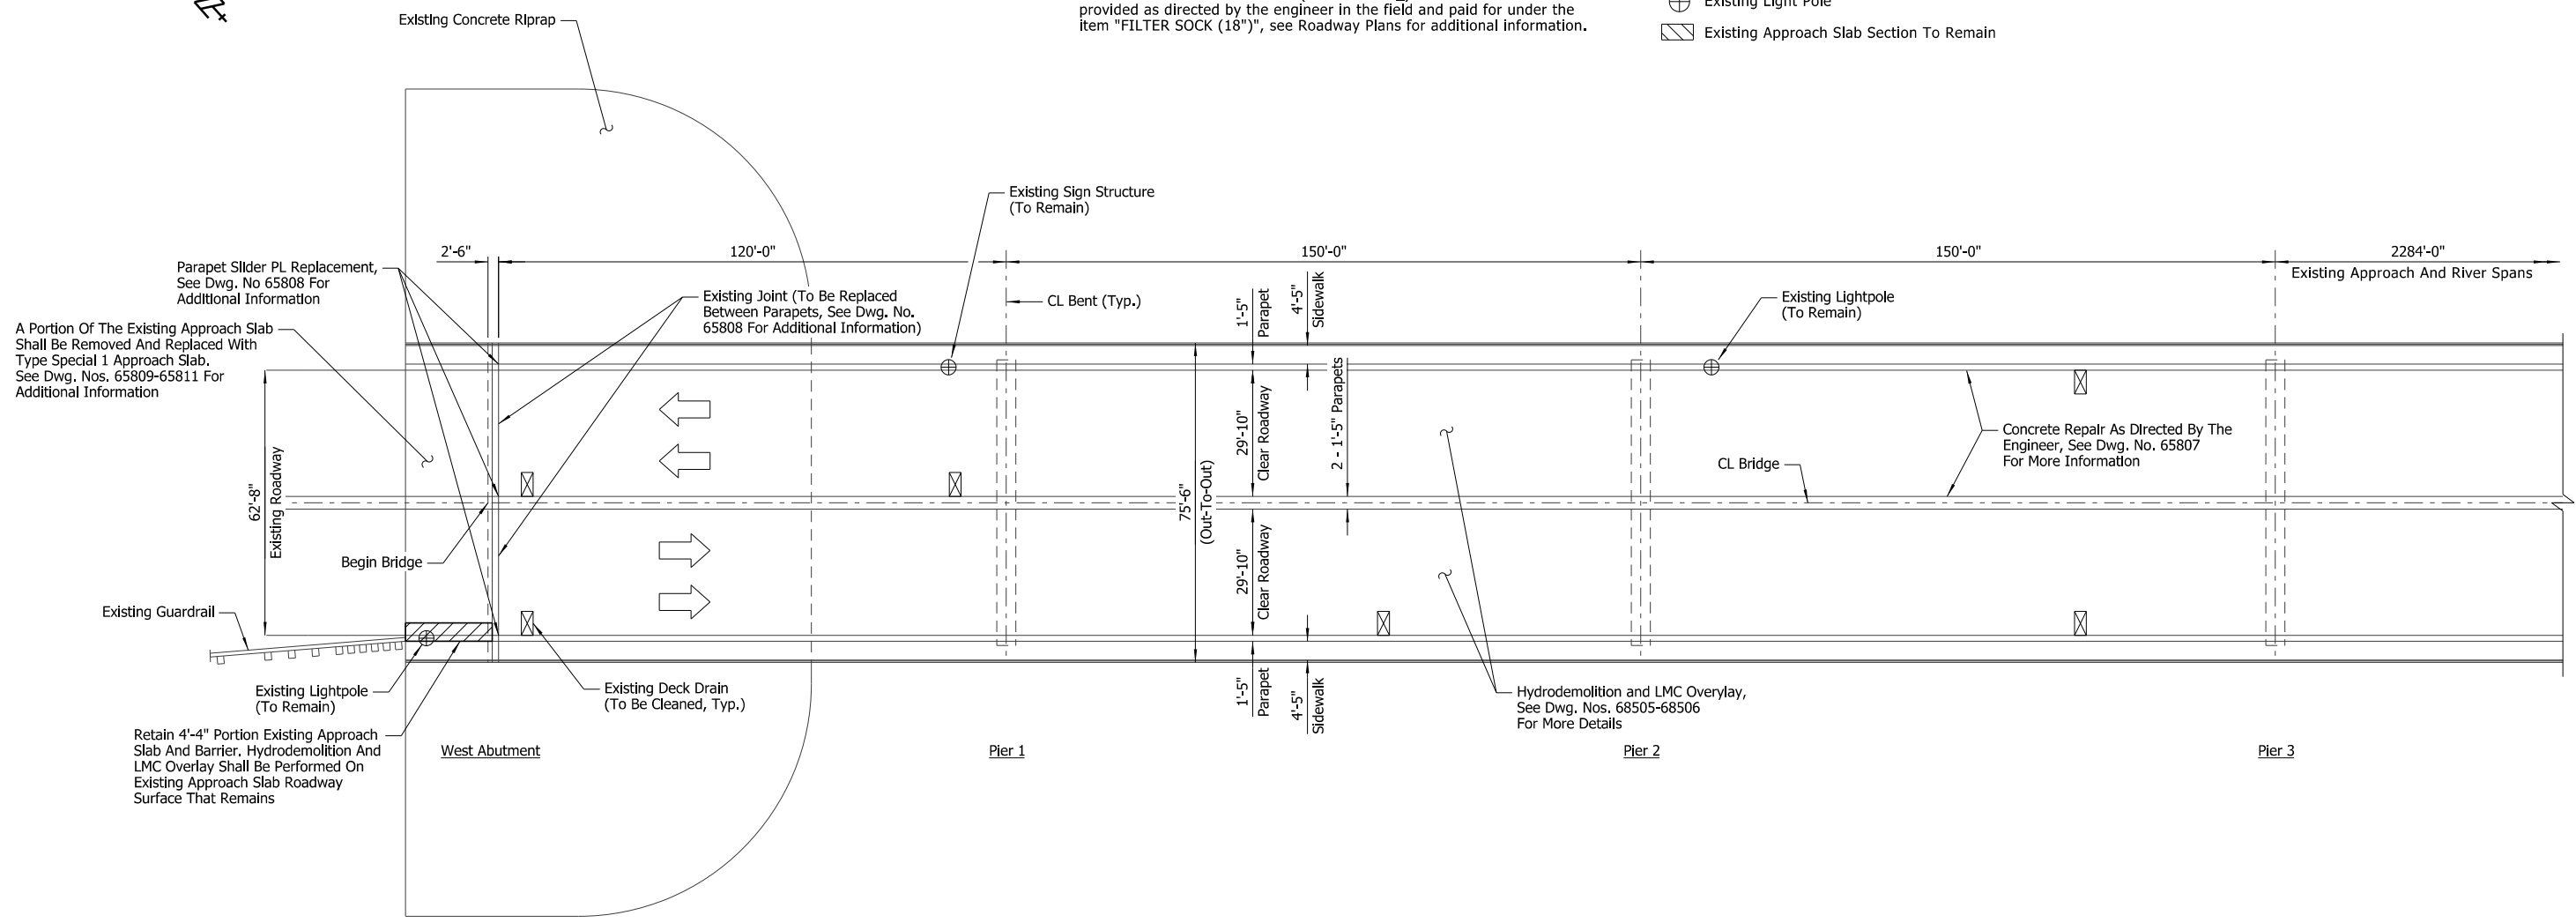 provided as directed by the engineer in the field and paid for under the
item "FILTER SOCK (18")", see Roadway Plans for additional information.
Existing Light Pole
Existing Approach Slab Section To Remain
Existing Concrete Riprap
Existing Sign Structure
(To Remain)
2'-6"
120'-0"
150'-0"
150'-0"
2284'-0"
Existing Approach And River Spans
Parapet Slider PL Replacement,
See Dwg. No 65808 For
Additional Information
Existing Joint (To Be Replaced
Between Parapets, See Dwg. No.
65808 For Additional Information)
CL Bent (Typ.)
1'-5"
Parapet
4'-5"
Sidewalk
Existing Lightpole
(To Remain)
A Portion Of The Existing Approach Slab
Shall Be Removed And Replaced With
Type Special 1 Approach Slab.
See Dwg. Nos. 65809-65811 For
Additional Information
62'-8"
Existing Roadway
75'-6"
(Out-To-Out)
29'-10"
Clear Roadway
2 - 1'-5" Parapets
Concrete Repair As Directed By The
Engineer, See Dwg. No. 65807
For More Information
CL Bridge
Begin Bridge
29'-10"
Clear Roadway
Existing Guardrail
Existing Lightpole
(To Remain)
Existing Deck Drain
(To Be Cleaned, Typ.)
1'-5"
Parapet
4'-5"
Sidewalk
Hydrodemolition and LMC Overylay,
See Dwg. Nos. 68505-68506
For More Details
Retain 4'-4" Portion Existing Approach
Slab And Barrier. Hydrodemolition And
LMC Overlay Shall Be Performed On
Existing Approach Slab Roadway
Surface That Remains
West Abutment
Pier 1
Pier 2
Pier 3